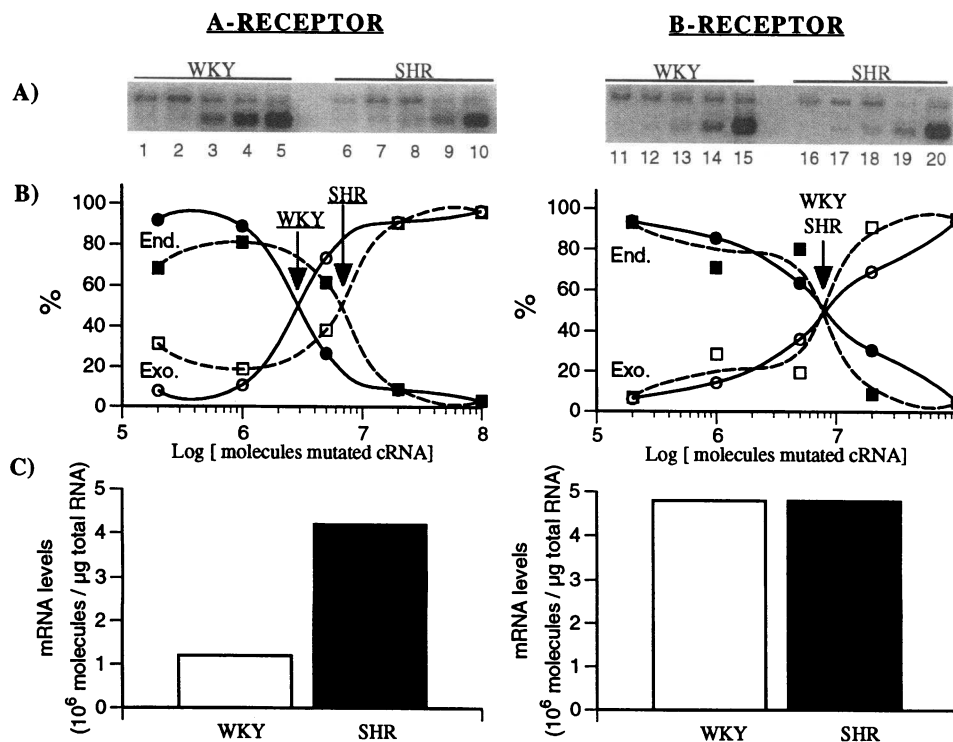 A-RECEPTOR
B-RECEPTOR
A)
WKY
SHR
WKY
SHR
1 2 3 4 5 6 7 8 9 10
11 12 13 14 15 16 17 18 19 20
B)
100
80
60
40
20
0
%
End.
Exo.
WKY
SHR
5 6 7 8
Log [ molecules mutated cRNA]
100
80
60
40
20
0
%
End.
Exo.
WKY
SHR
5 6 7
Log [ molecules mutated cRNA]
C)
mRNA levels
(10⁶ molecules / µg total RNA)
5
4
3
2
1
0
WKY SHR
mRNA levels
(10⁶ molecules / µg total RNA)
5
4
3
2
1
0
WKY SHR